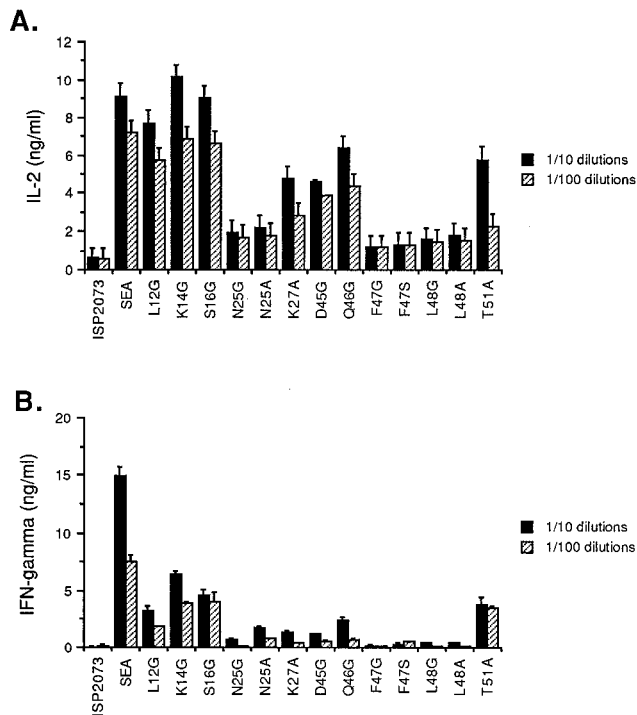 A.
12
10
8
6
4
2
0
IL-2 (ng/ml)
1/10 dilutions
1/100 dilutions
ISP2073 SEA L12G K14G S16G N25G N25A K27A D45G Q46G F47G F47S L48G L48A T51A
B.
20
15
10
5
0
IFN-gamma (ng/ml)
1/10 dilutions
1/100 dilutions
ISP2073 SEA L12G K14G S16G N25G N25A K27A D45G Q46G F47G F47S L48G L48A T51A